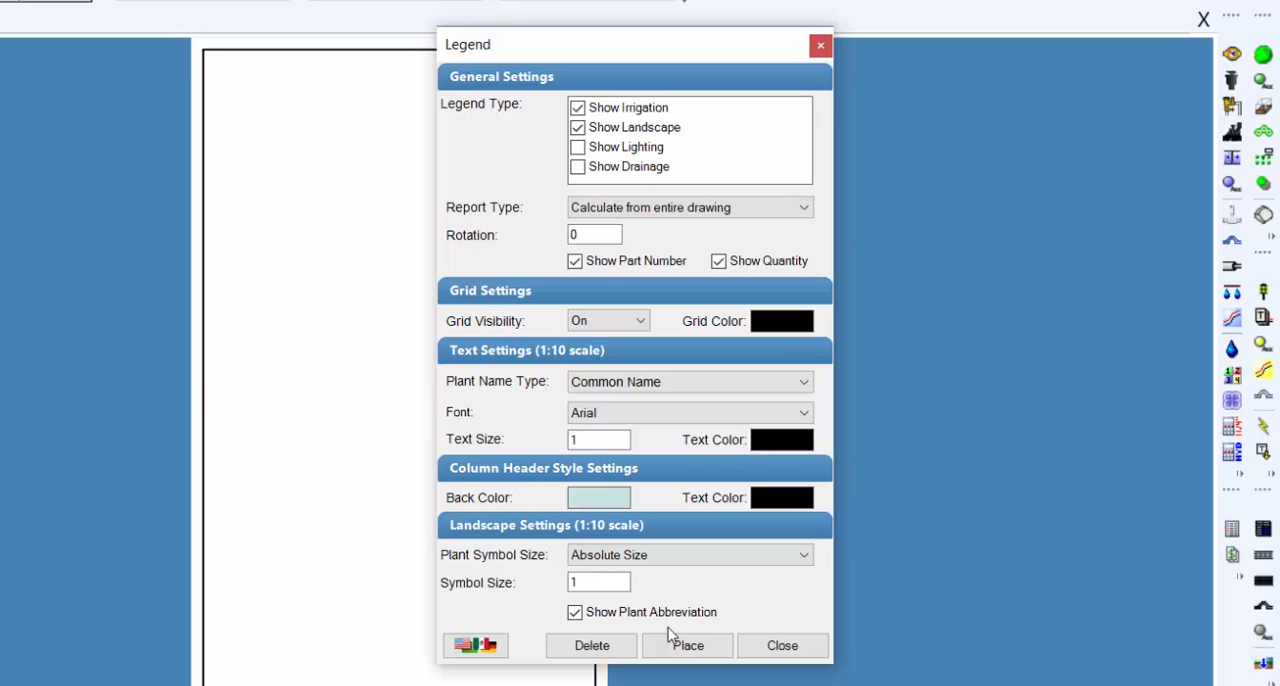 X
Legend
General Settings
Legend Type:
Show Irrigation
Show Landscape
Show Lighting
Show Drainage
Report Type: Calculate from entire drawing
Rotation: 0
Show Part Number Show Quantity
Grid Settings
Grid Visibility: On Grid Color:
Text Settings (1:10 scale)
Plant Name Type: Common Name
Font: Arial
Text Size: 1 Text Color:
Column Header Style Settings
Back Color: Text Color:
Landscape Settings (1:10 scale)
Plant Symbol Size: Absolute Size
Symbol Size: 1
Show Plant Abbreviation
Delete Place Close